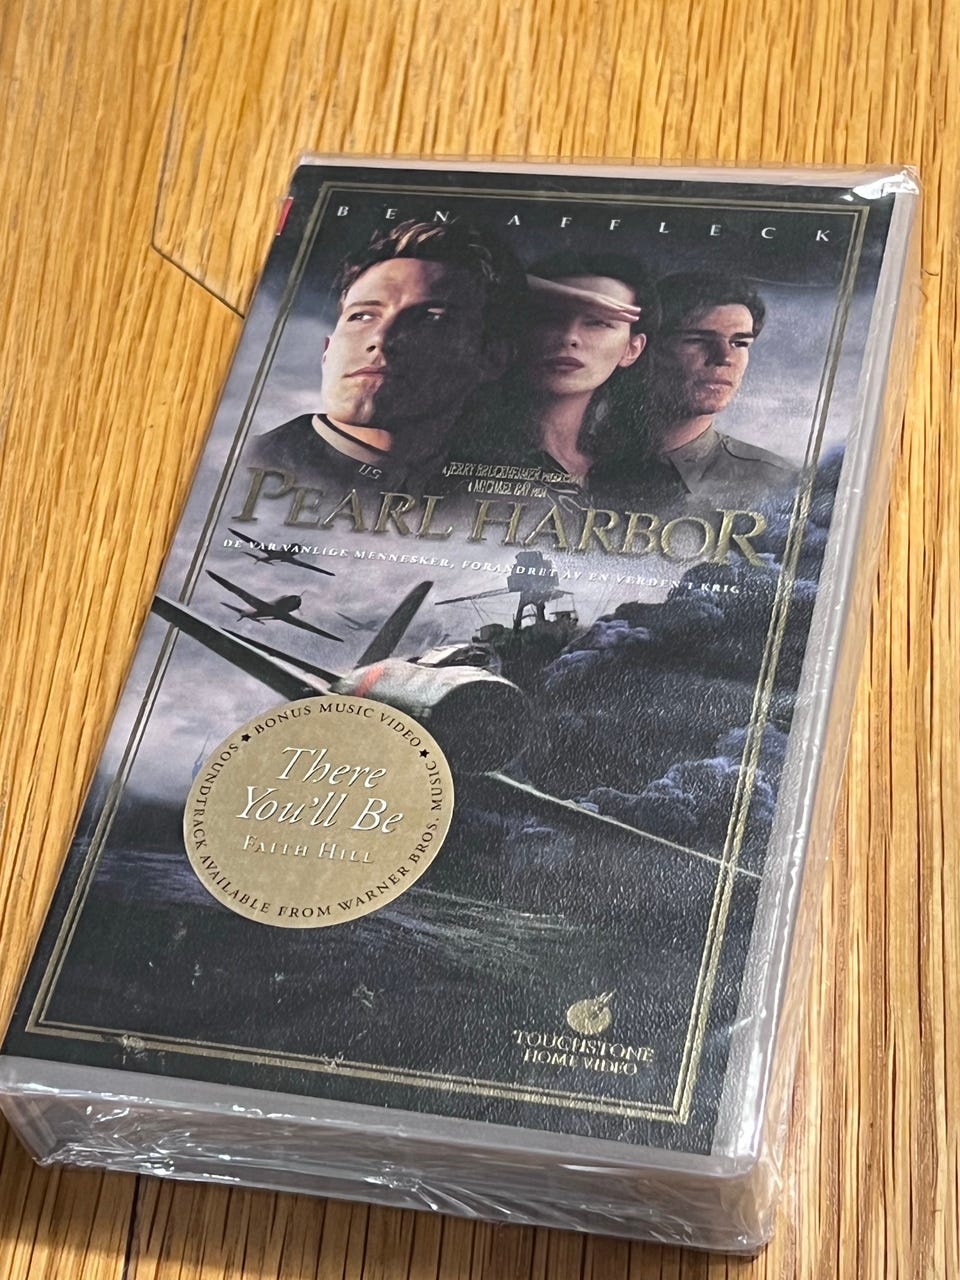 BEN AFFLECK
U.S.
A JERRY BRUCKHEIMER PRODUCTION
A MICHAEL BAY FILM
PEARL HARBOR
DE VAR VANLIGE MENNESKER, FORANDRET AV EN VERDEN I KRIG
BONUS MUSIC VIDEO
There
You'll Be
FAITH HILL
SOUNDTRACK AVAILABLE FROM WARNER BROS. MUSIC
TOUCHSTONE
HOME VIDEO